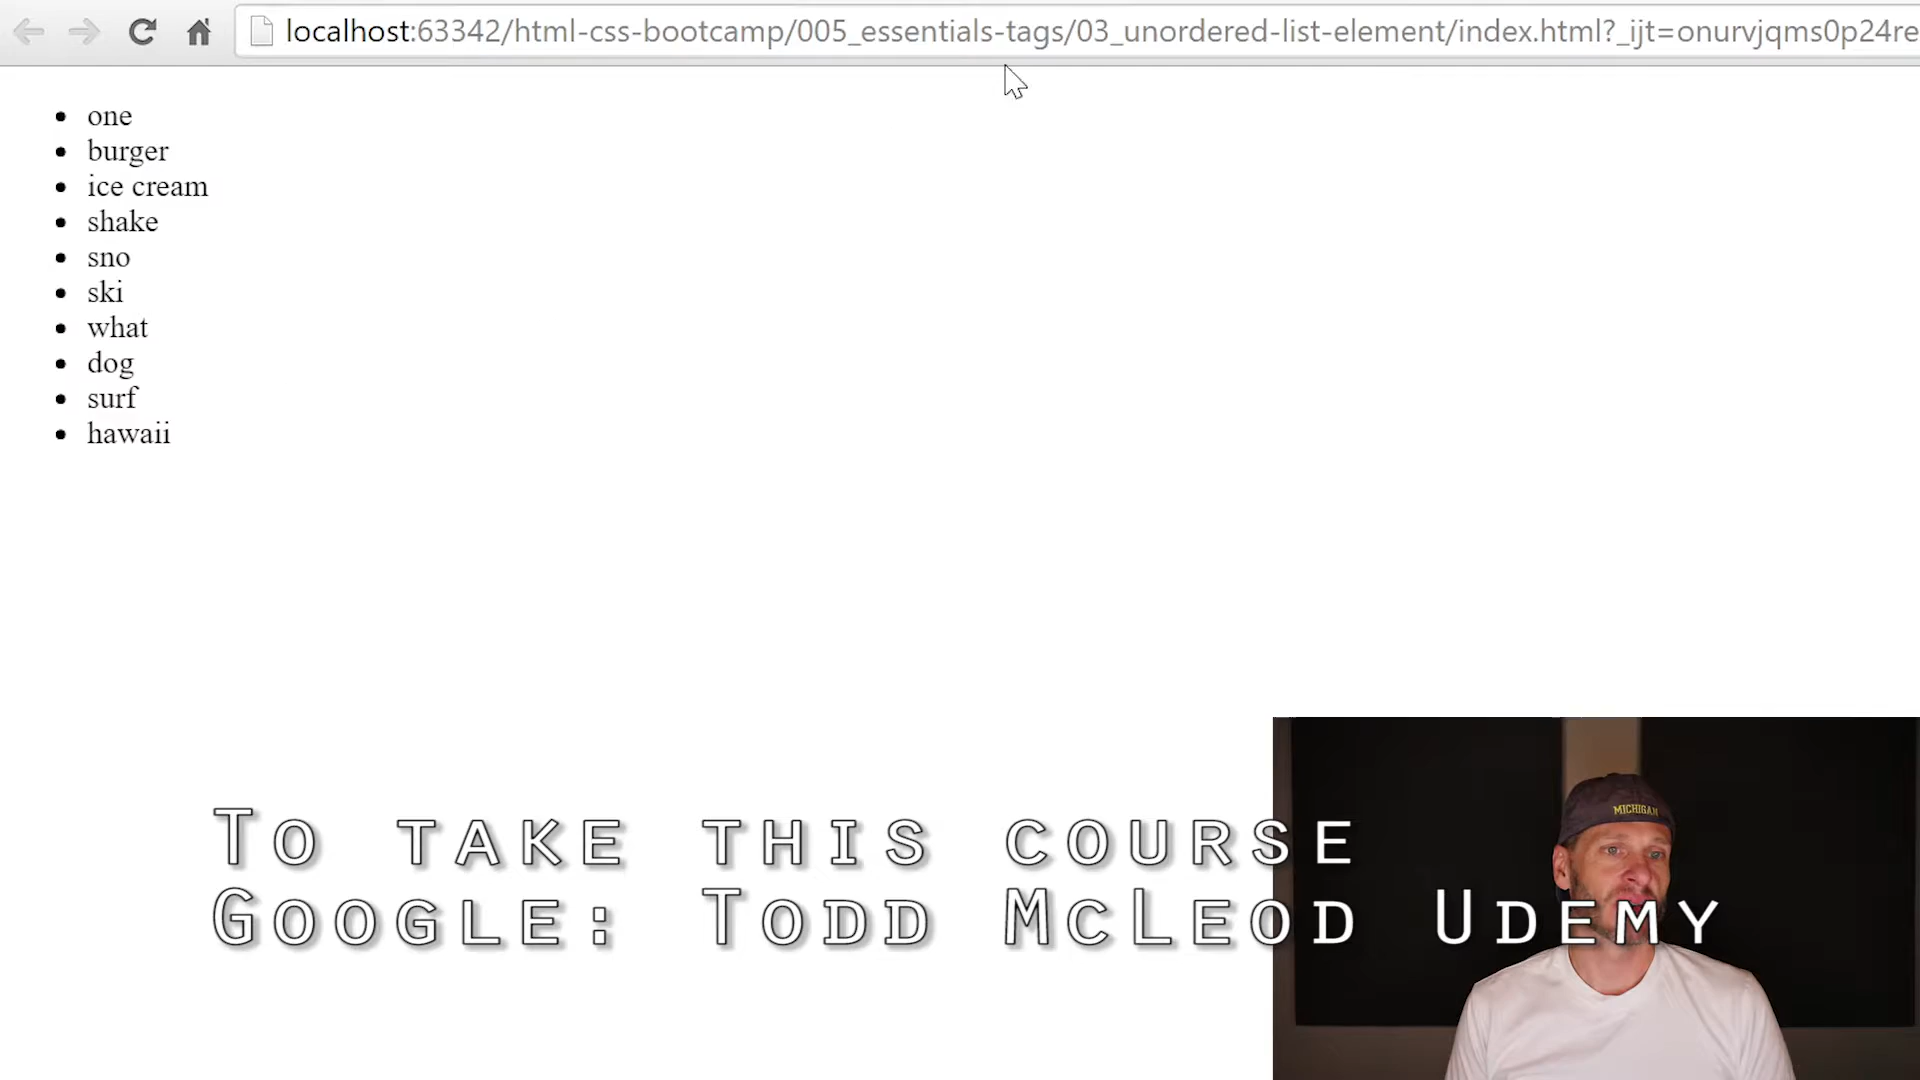 localhost:63342/html-css-bootcamp/005_essentials-tags/03_unordered-list-element/index.html?_ijt=onurvjqms0p24re
one
burger
ice cream
shake
sno
ski
what
dog
surf
hawaii
MICHIGAN
To take this course
Google: Todd McLeod Udemy